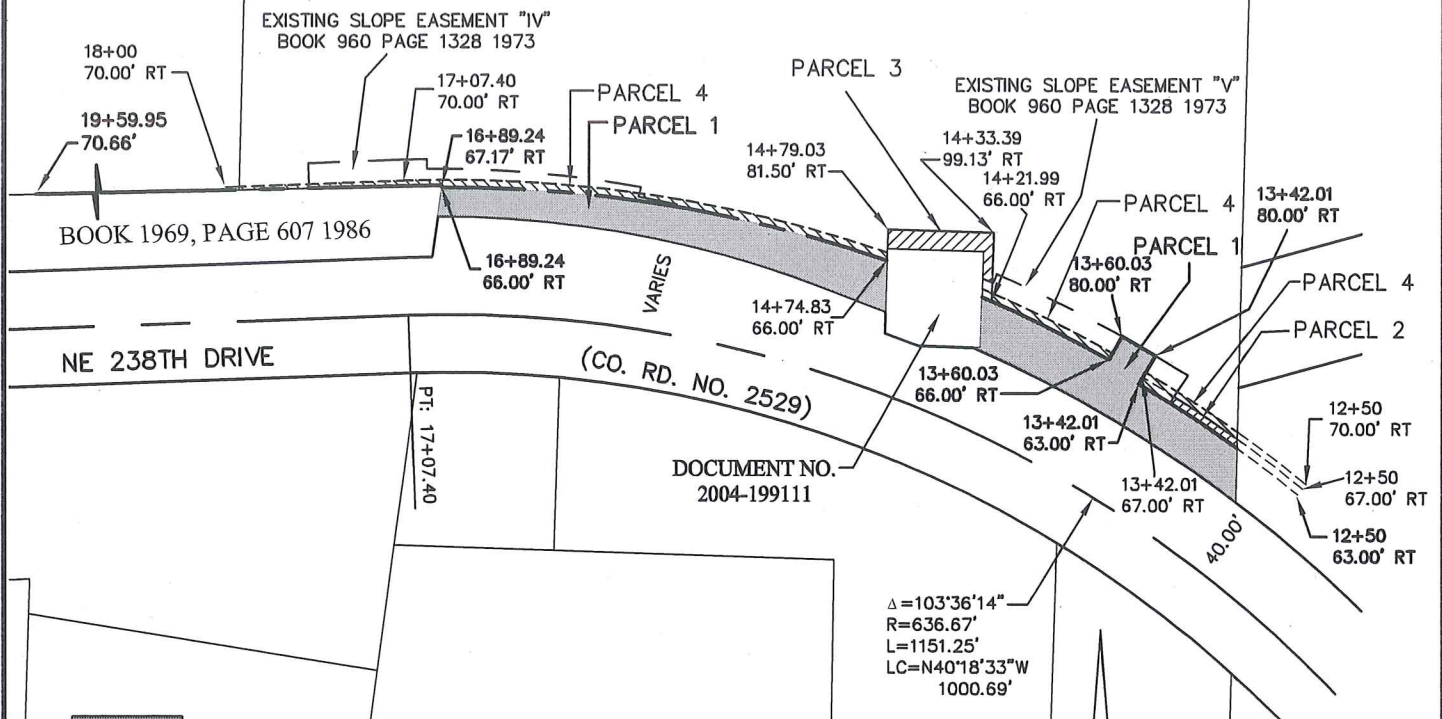 EXISTING SLOPE EASEMENT "IV"
BOOK 960 PAGE 1328 1973
18+00
70.00' RT
19+59.95
70.66'
17+07.40
70.00' RT
16+89.24
67.17' RT
PARCEL 4
PARCEL 1
PARCEL 3
EXISTING SLOPE EASEMENT "V"
BOOK 960 PAGE 1328 1973
14+79.03
81.50' RT
14+33.39
99.13' RT
14+21.99
66.00' RT
PARCEL 4
13+42.01
80.00' RT
PARCEL 1
13+60.03
80.00' RT
PARCEL 4
PARCEL 2
BOOK 1969, PAGE 607 1986
16+89.24
66.00' RT
VARIES
14+74.83
66.00' RT
NE 238TH DRIVE
(CO. RD. NO. 2529)
PT: 17+07.40
13+60.03
66.00' RT
13+42.01
63.00' RT
13+42.01
67.00' RT
12+50
70.00' RT
12+50
67.00' RT
12+50
63.00' RT
40.00'
DOCUMENT NO.
2004-199111
Δ=103°36'14"
R=636.67'
L=1151.25'
LC=N40°18'33"W
1000.69'